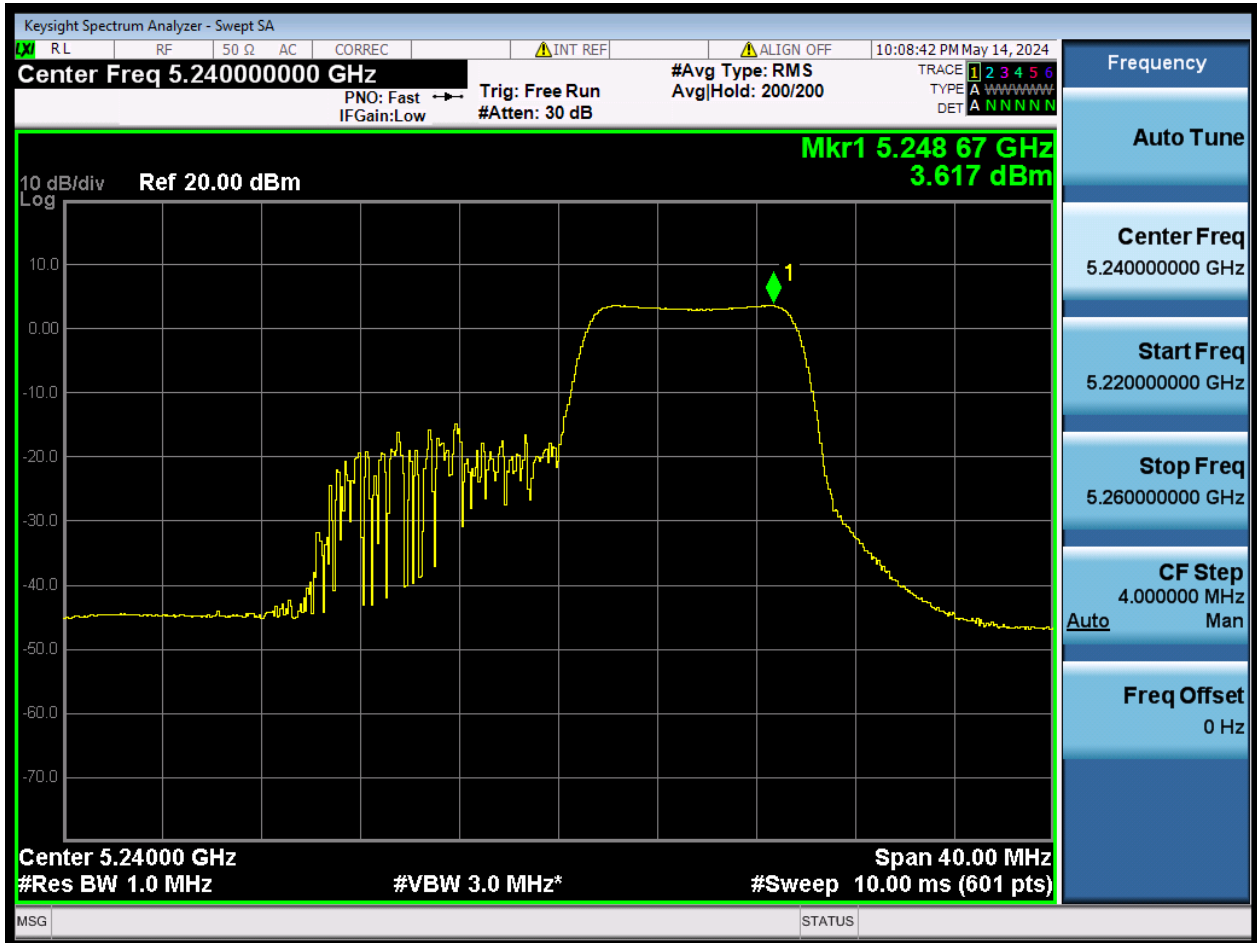 Keysight Spectrum Analyzer - Swept SA
LXI RL RF 50 Ω AC CORREC INT REF ALIGN OFF 10:08:42 PM May 14, 2024
Center Freq 5.240000000 GHz
PNO: Fast
IFGain:Low
Trig: Free Run
#Atten: 30 dB
#Avg Type: RMS
Avg|Hold: 200/200
TRACE 1 2 3 4 5 6
TYPE A WWWWW
DET A N N N N N
Mkr1 5.248 67 GHz
3.617 dBm
10 dB/div Ref 20.00 dBm
Log
1
10.0
0.00
-10.0
-20.0
-30.0
-40.0
-50.0
-60.0
-70.0
Center 5.24000 GHz Span 40.00 MHz
#Res BW 1.0 MHz #VBW 3.0 MHz* #Sweep 10.00 ms (601 pts)
MSG STATUS
Frequency
Auto Tune
Center Freq
5.240000000 GHz
Start Freq
5.220000000 GHz
Stop Freq
5.260000000 GHz
CF Step
4.000000 MHz
Auto Man
Freq Offset
0 Hz